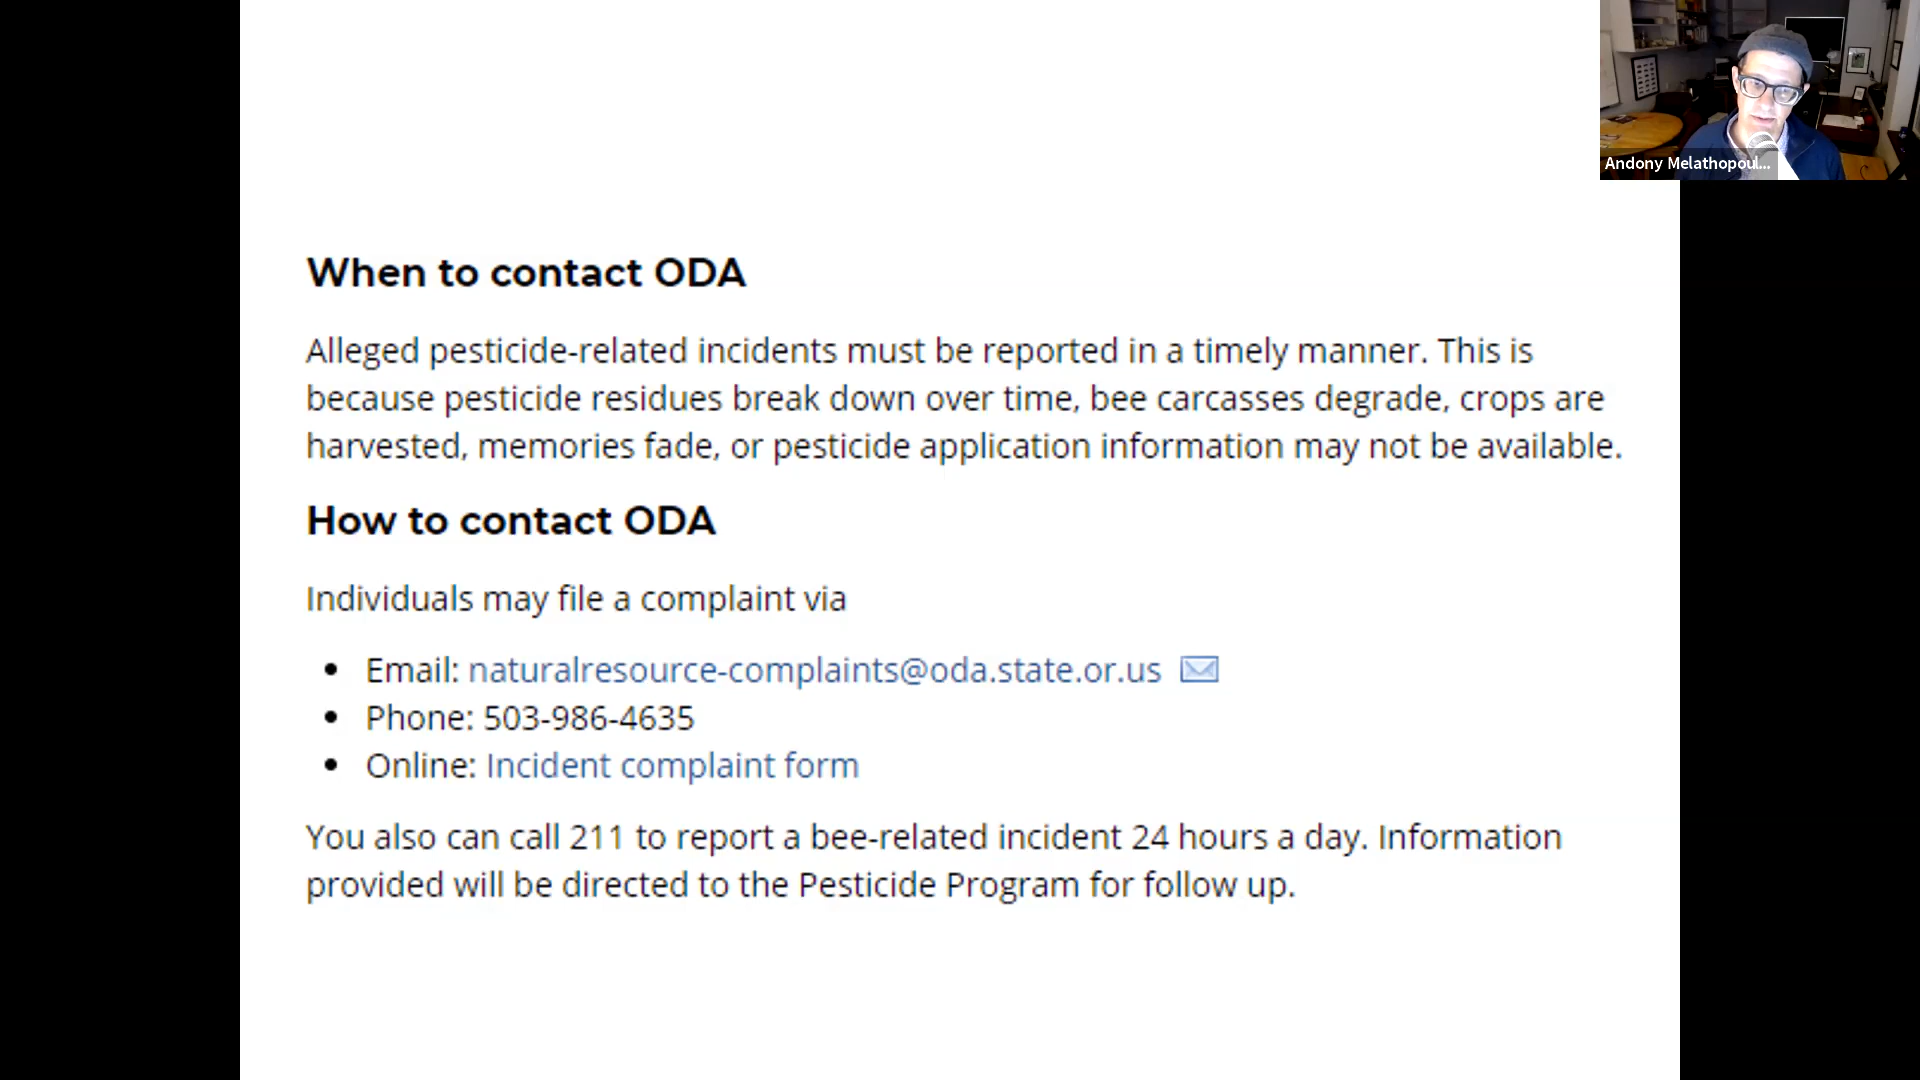 Andony Melathopoul...
When to contact ODA
Alleged pesticide-related incidents must be reported in a timely manner. This is
because pesticide residues break down over time, bee carcasses degrade, crops are
harvested, memories fade, or pesticide application information may not be available.
How to contact ODA
Individuals may file a complaint via
• Email: naturalresource-complaints@oda.state.or.us
• Phone: 503-986-4635
• Online: Incident complaint form
You also can call 211 to report a bee-related incident 24 hours a day. Information
provided will be directed to the Pesticide Program for follow up.